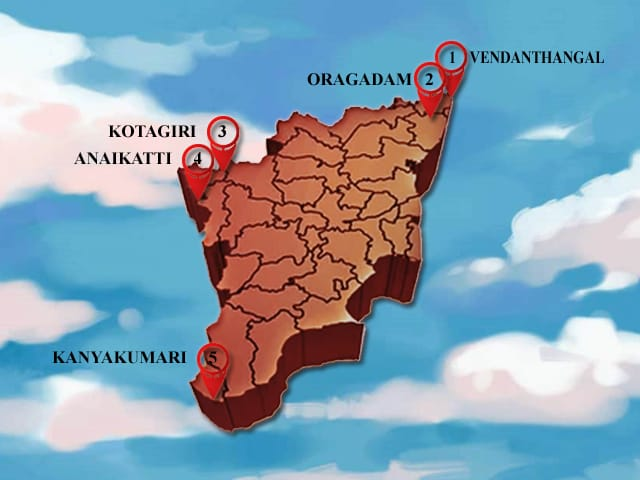 1 VENDANTHANGAL
ORAGADAM 2
KOTAGIRI 3
ANAIKATTI 4
KANYAKUMARI 5